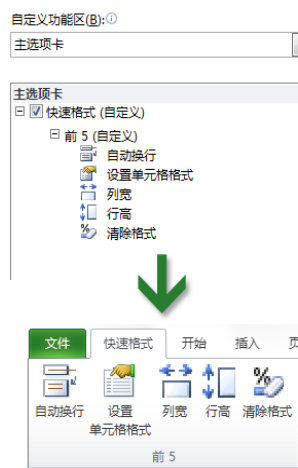 自定义功能区(B):
主选项卡
主选项卡
快速格式 (自定义)
前 5 (自定义)
自动换行
设置单元格格式
列宽
行高
清除格式
文件 快速格式 开始 插入 页
自动换行 设置 列宽 行高 清除格式
单元格格式
前 5